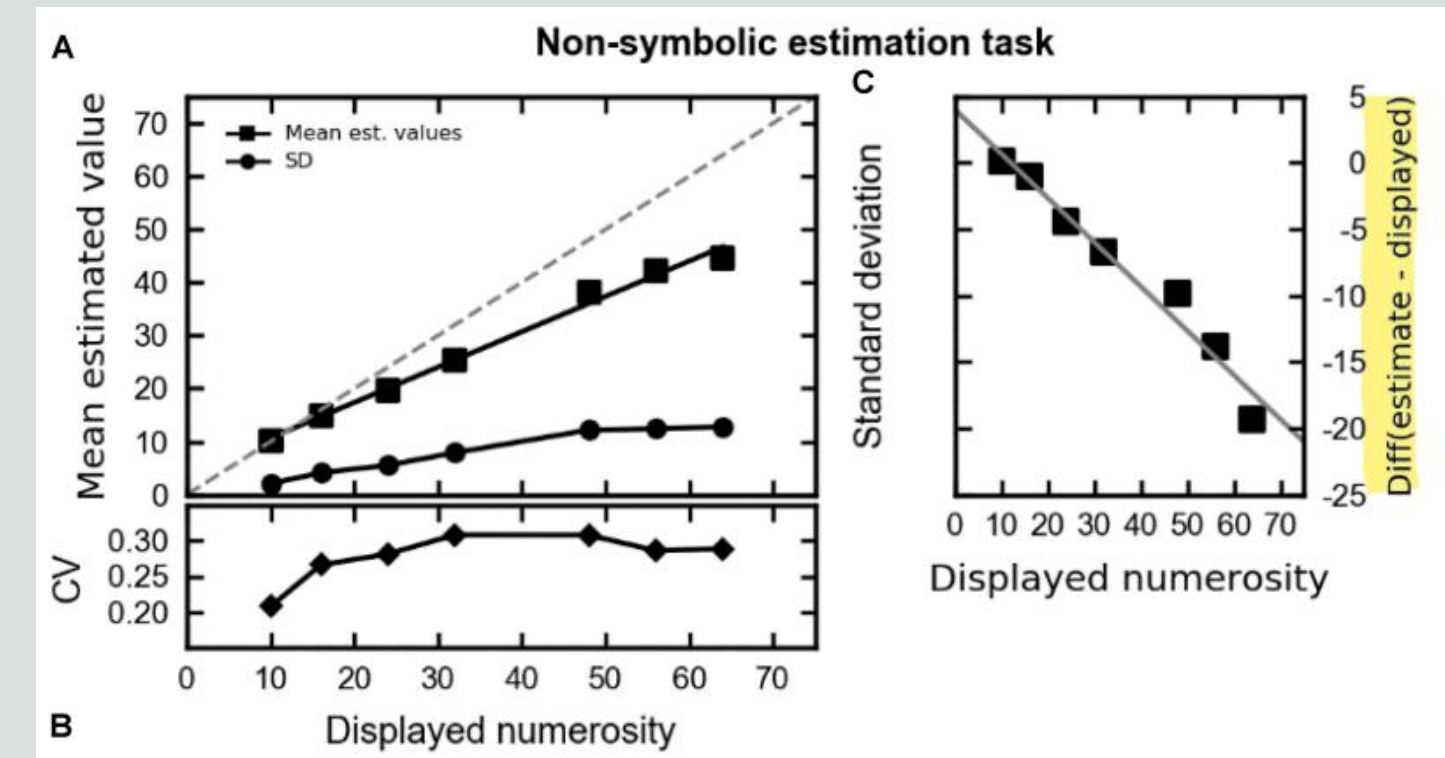 A
Non-symbolic estimation task
C
Mean estimated value
70
60
50
40
30
20
10
0
Mean est. values
SD
CV
0.30
0.25
0.20
0 10 20 30 40 50 60 70
B
Displayed numerosity
Standard deviation
5
0
-5
-10
-15
-20
-25
Diff(estimate - displayed)
0 10 20 30 40 50 60 70
Displayed numerosity